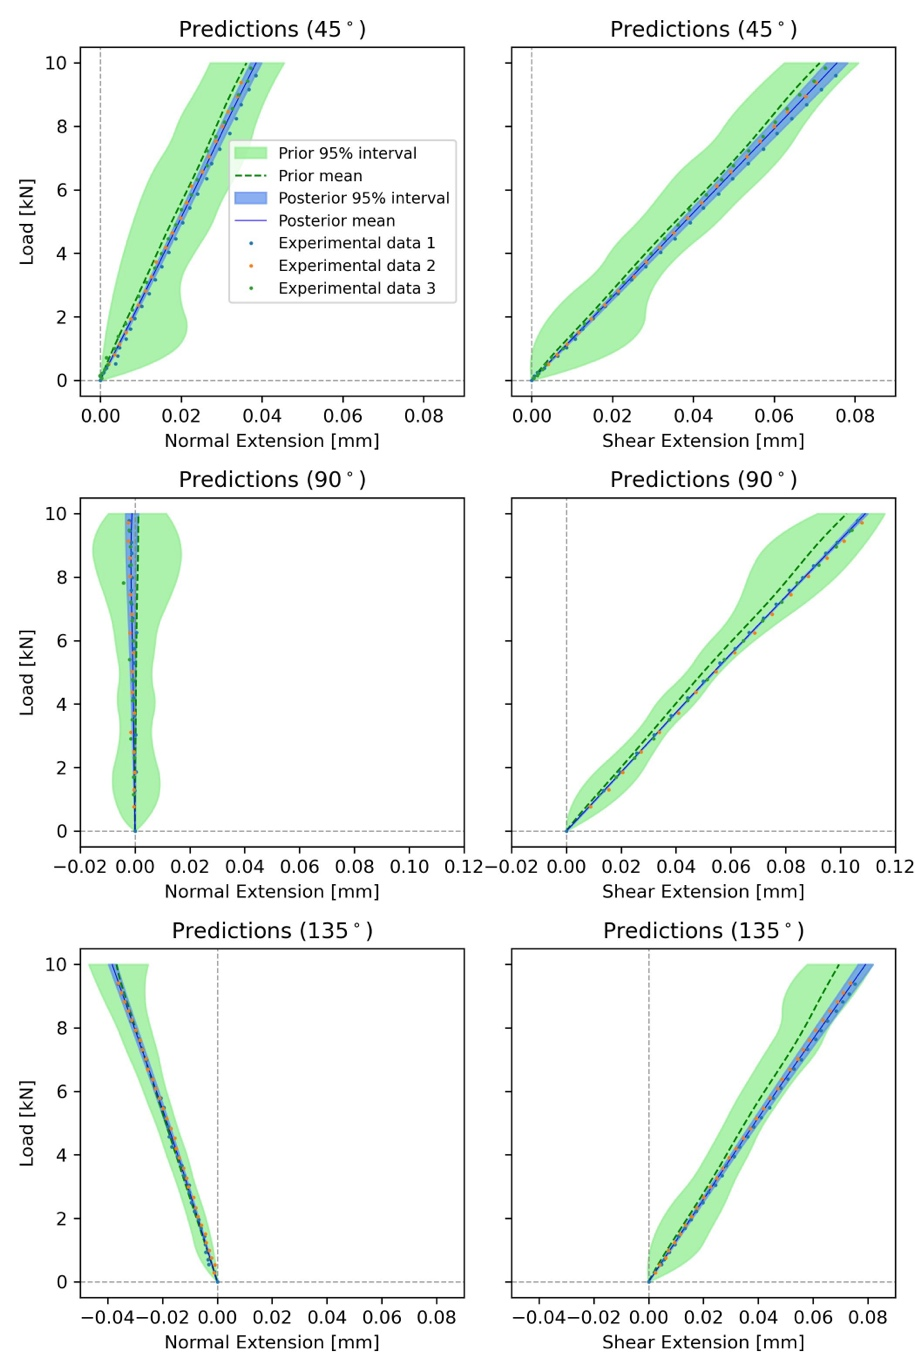 Predictions (45°)
Predictions (45°)
10
8
6
4
2
0
Load [kN]
Prior 95% interval
Prior mean
Posterior 95% interval
Posterior mean
Experimental data 1
Experimental data 2
Experimental data 3
0.00 0.02 0.04 0.06 0.08
0.00 0.02 0.04 0.06 0.08
Normal Extension [mm]
Shear Extension [mm]
Predictions (90°)
Predictions (90°)
10
8
6
4
2
0
Load [kN]
−0.02 0.00 0.02 0.04 0.06 0.08 0.10 0.12
−0.02 0.00 0.02 0.04 0.06 0.08 0.10 0.12
Normal Extension [mm]
Shear Extension [mm]
Predictions (135°)
Predictions (135°)
10
8
6
4
2
0
Load [kN]
−0.04 −0.02 0.00 0.02 0.04 0.06 0.08
−0.04 −0.02 0.00 0.02 0.04 0.06 0.08
Normal Extension [mm]
Shear Extension [mm]